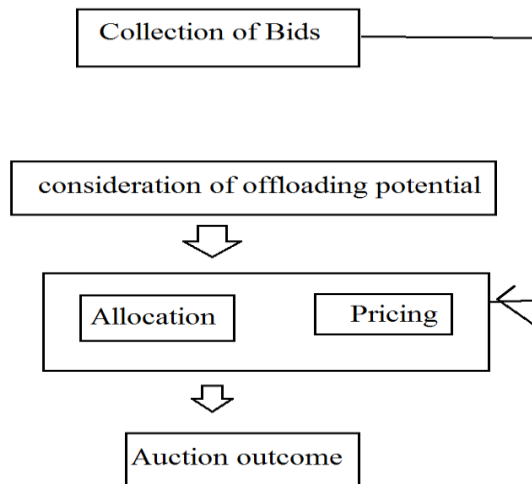 Collection of Bids
consideration of offloading potential
Allocation
Pricing
Auction outcome